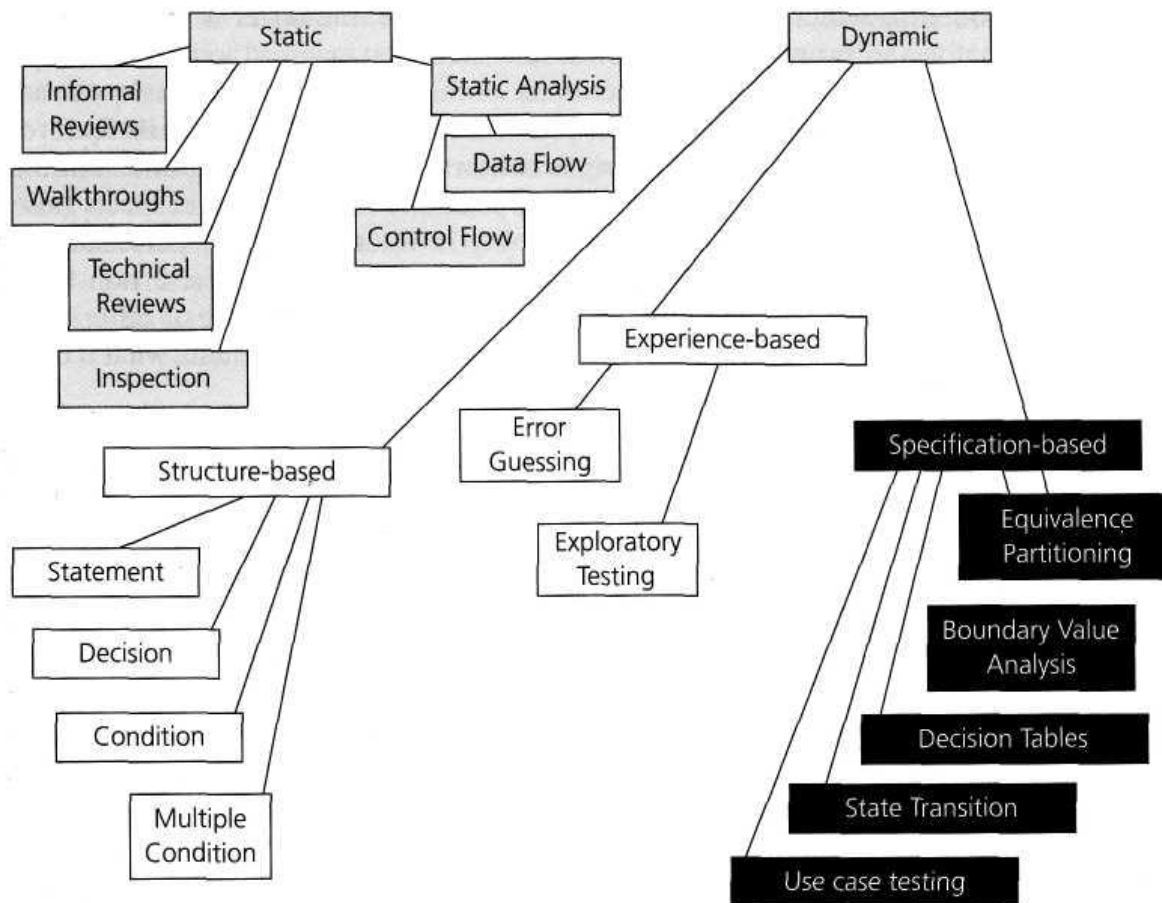 Static
Dynamic
Informal
Reviews
Static Analysis
Data Flow
Walkthroughs
Control Flow
Technical
Reviews
Experience-based
Inspection
Error
Guessing
Specification-based
Structure-based
Equivalence
Partitioning
Exploratory
Testing
Statement
Boundary Value
Analysis
Decision
Condition
Decision Tables
Multiple
Condition
State Transition
Use case testing